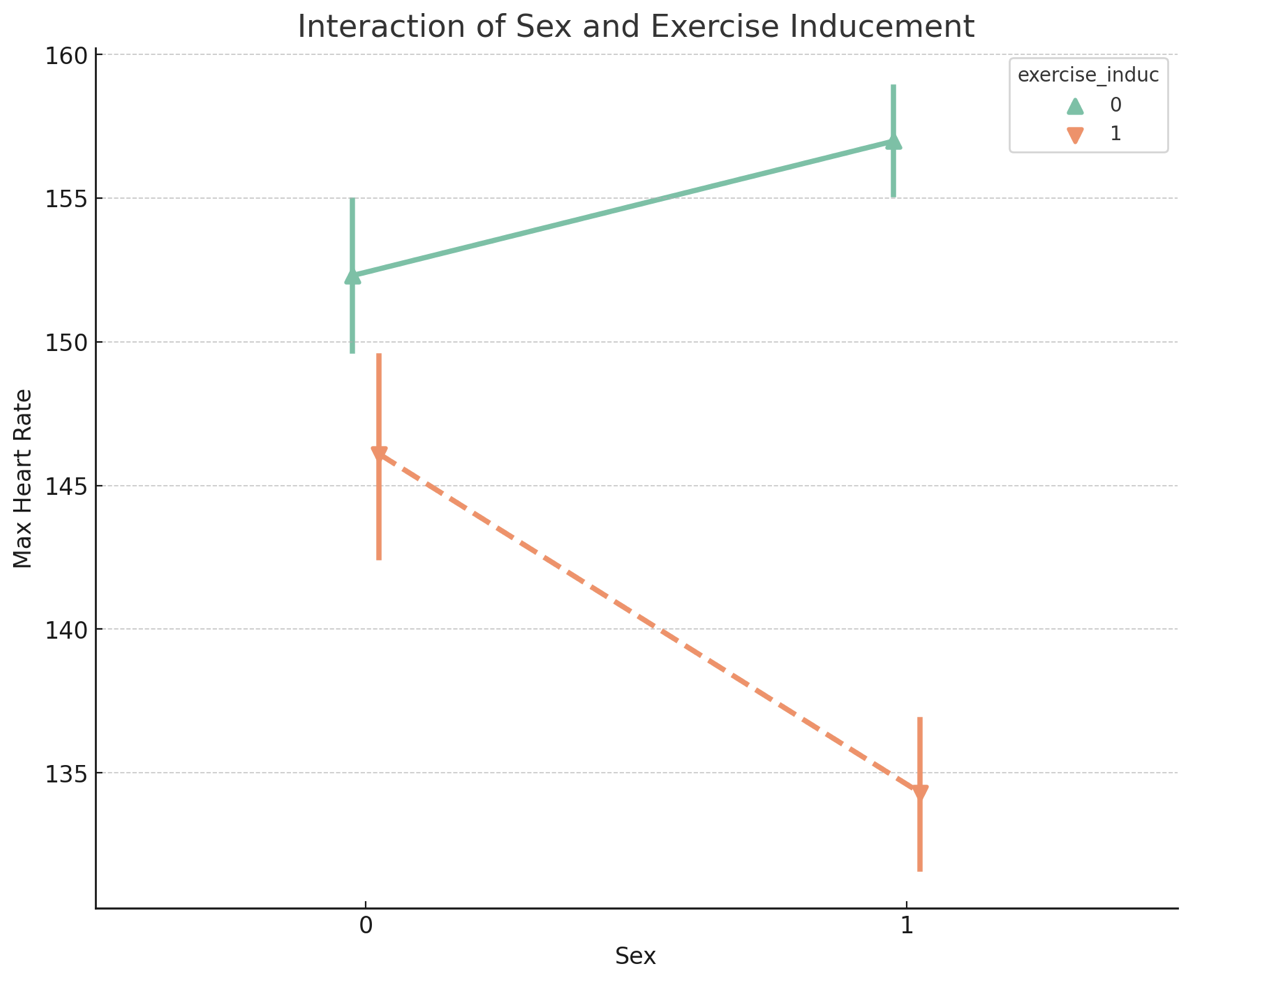 Interaction of Sex and Exercise Inducement
160
155
150
145
140
135
Max Heart Rate
exercise_induc
0
1
0
1
Sex